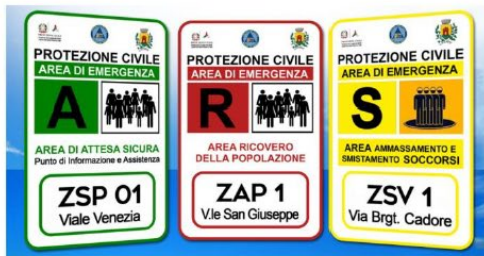 PROTEZIONE CIVILE
AREA DI EMERGENZA
A
AREA DI ATTESA SICURA
Punto di Informazione e Assistenza
ZSP 01
Viale Venezia
PROTEZIONE CIVILE
AREA DI EMERGENZA
R
AREA RICOVERO
DELLA POPOLAZIONE
ZAP 1
V.le San Giuseppe
PROTEZIONE CIVILE
AREA DI EMERGENZA
S
AREA AMMASSAMENTO E
SMISTAMENTO SOCCORSI
ZSV 1
Via Brgt. Cadore